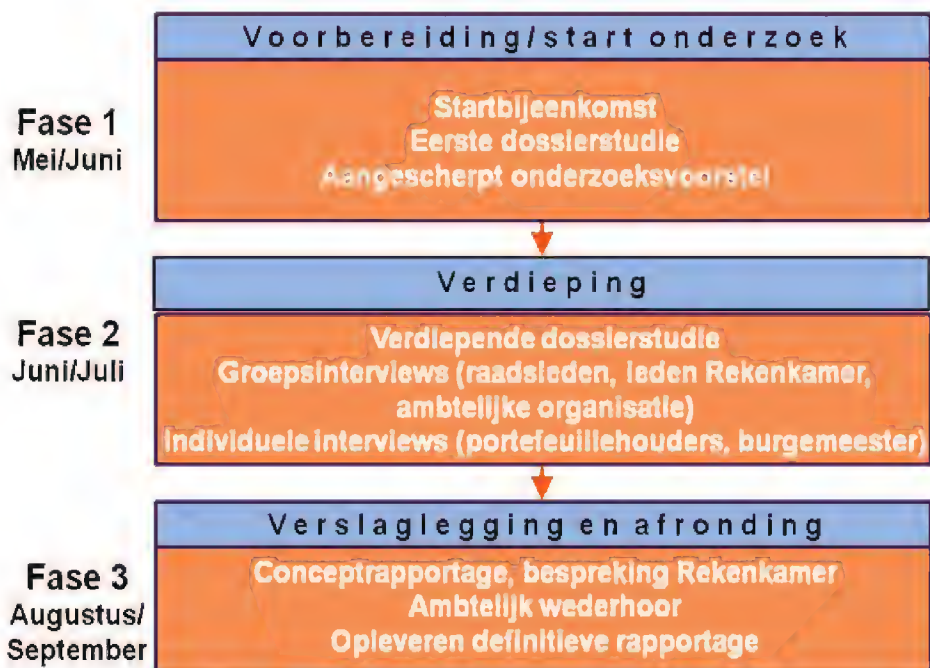 Voorbereiding/start onderzoek
Fase 1
Mei/Juni
Startbijeenkomst
Eerste dossierstudie
Aangescherpt onderzoeksvoorstel
Verdieping
Fase 2
Juni/Juli
Verdiepende dossierstudie
Groepsinterviews (raadsleden, leden Rekenkamer,
ambtelijke organisatie)
Individuele interviews (portefeuillehouders, burgemeester)
Verslaglegging en afronding
Fase 3
Augustus/
September
Conceptrapportage, bespreking Rekenkamer
Ambtelijk wederhoor
Opleveren definitieve rapportage